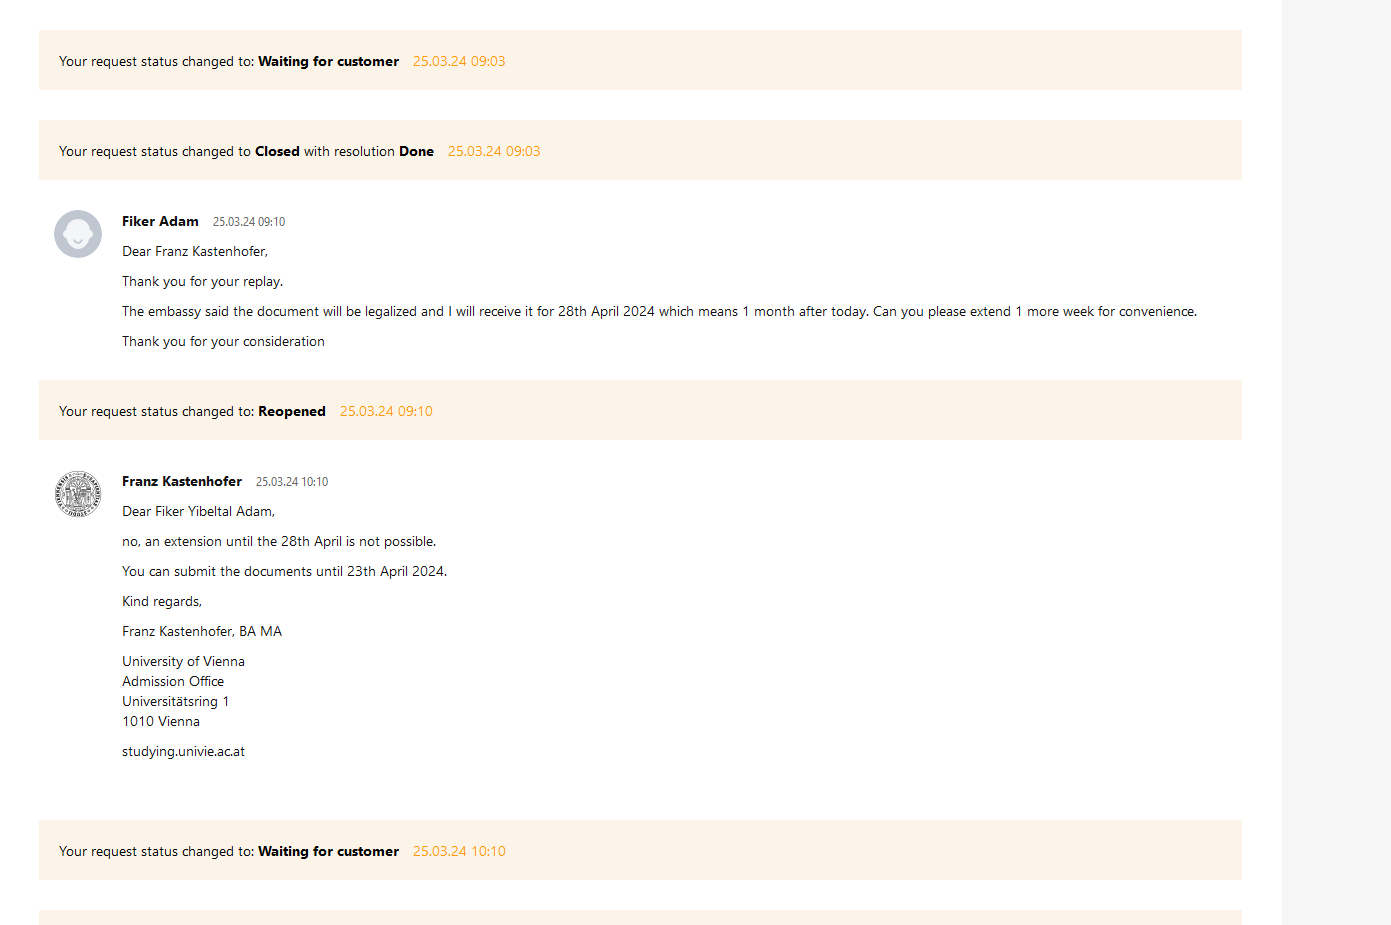 Your request status changed to: Waiting for customer 25.03.24 09:03
Your request status changed to Closed with resolution Done 25.03.24 09:03
Fiker Adam 25.03.24 09:10
Dear Franz Kastenhofer,
Thank you for your replay.
The embassy said the document will be legalized and I will receive it for 28th April 2024 which means 1 month after today. Can you please extend 1 more week for convenience.
Thank you for your consideration
Your request status changed to: Reopened 25.03.24 09:10
Franz Kastenhofer 25.03.24 10:10
Dear Fiker Yibeltal Adam,
no, an extension until the 28th April is not possible.
You can submit the documents until 23th April 2024.
Kind regards,
Franz Kastenhofer, BA MA
University of Vienna
Admission Office
Universitätsring 1
1010 Vienna
studying.univie.ac.at
Your request status changed to: Waiting for customer 25.03.24 10:10